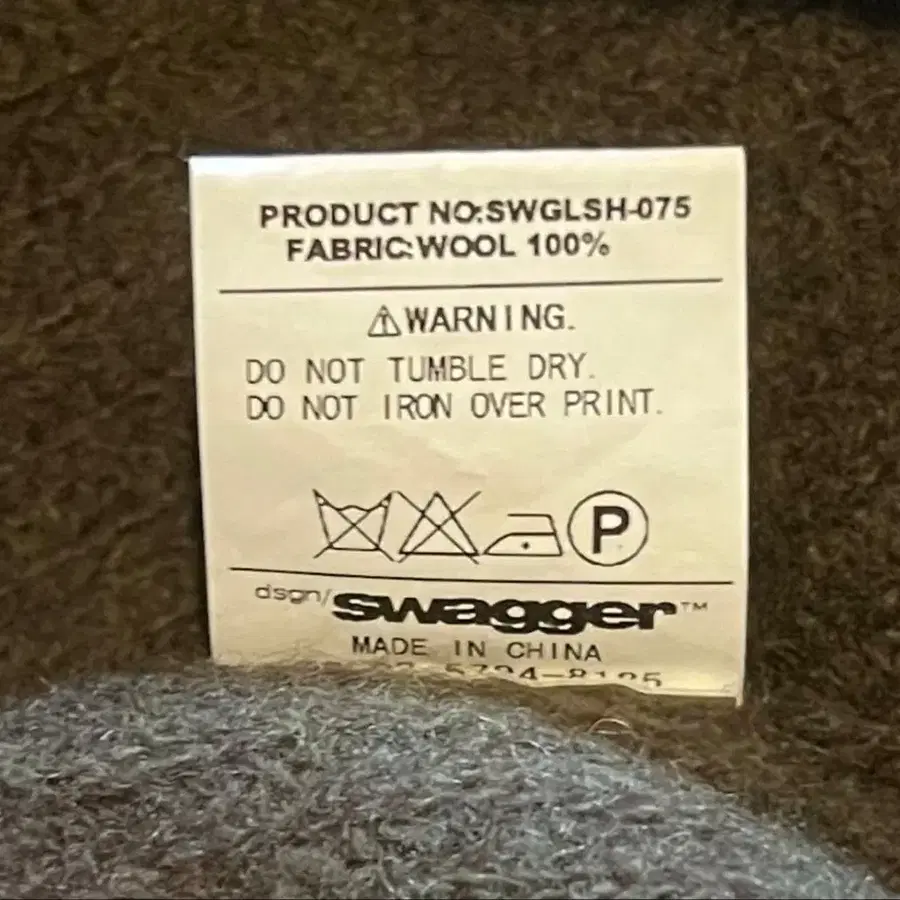 PRODUCT NO:SWGLSH-075
FABRIC:WOOL 100%
WARNING.
DO NOT TUMBLE DRY.
DO NOT IRON OVER PRINT.
P
dsgn/swagger™
MADE IN CHINA